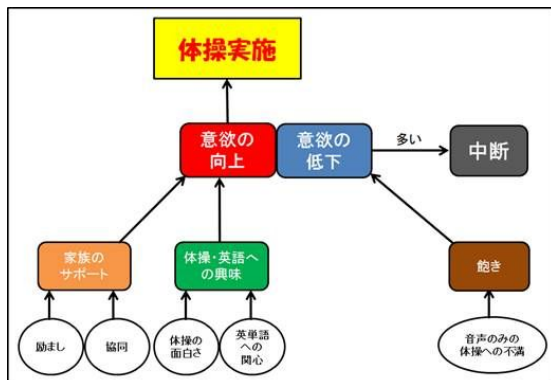 体操実施
意欲の
向上
意欲の
低下
多い
中断
家族の
サポート
体操・英語へ
の興味
飽き
励まし
協同
体操の
面白さ
英単語
への
関心
音声のみの
体操への不満